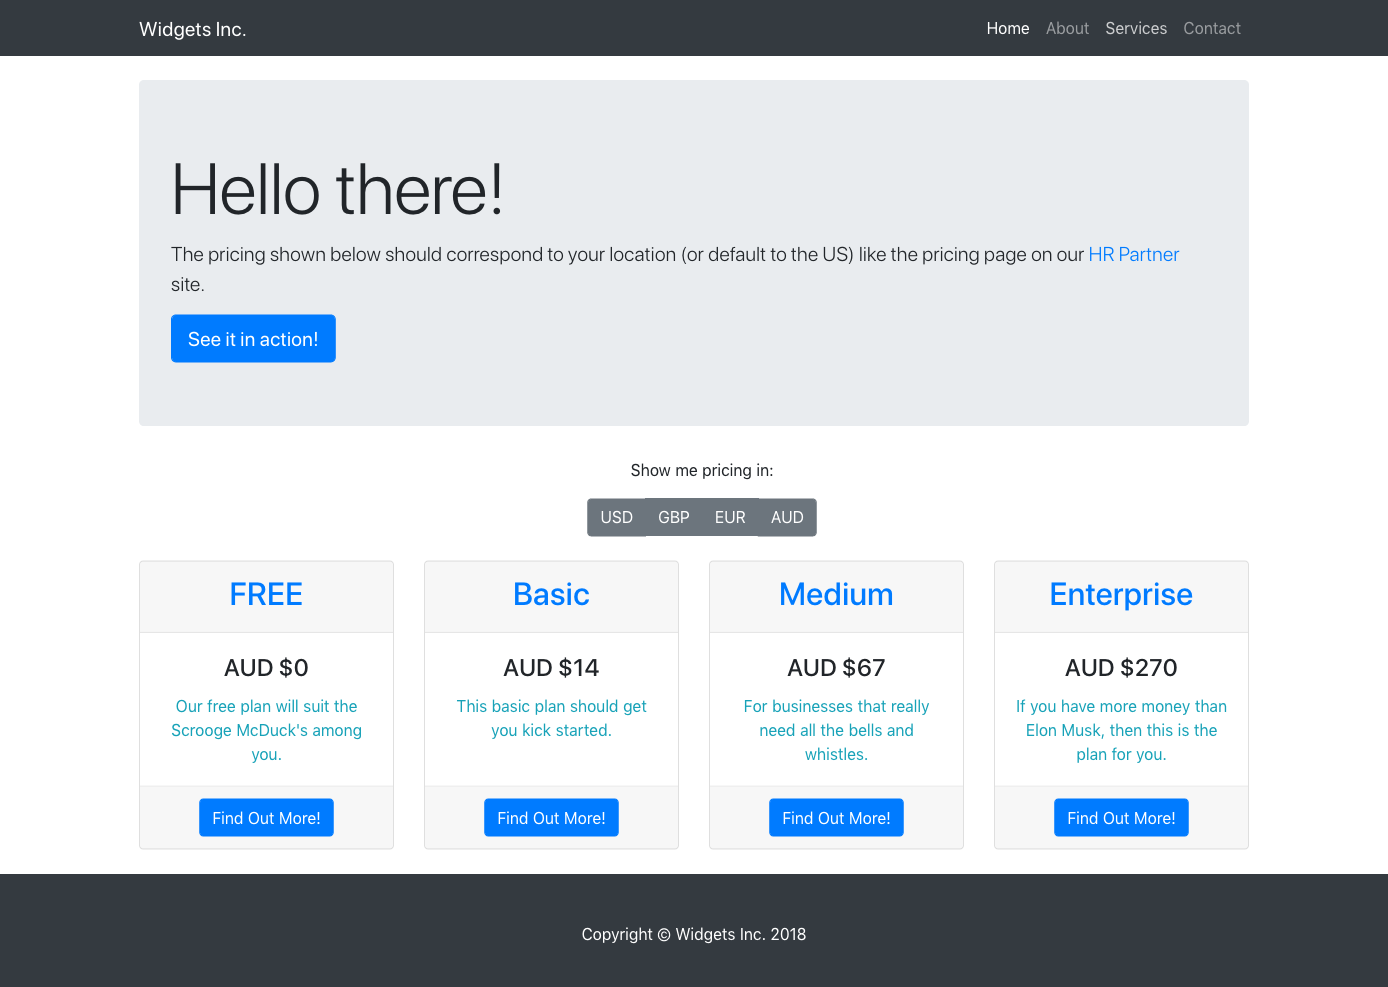 Widgets Inc.
Home About Services Contact
Hello there!
The pricing shown below should correspond to your location (or default to the US) like the pricing page on our HR Partner
site.
See it in action!
Show me pricing in:
USD GBP EUR AUD
FREE
AUD $0
Our free plan will suit the
Scrooge McDuck's among
you.
Find Out More!
Basic
AUD $14
This basic plan should get
you kick started.
Find Out More!
Medium
AUD $67
For businesses that really
need all the bells and
whistles.
Find Out More!
Enterprise
AUD $270
If you have more money than
Elon Musk, then this is the
plan for you.
Find Out More!
Copyright © Widgets Inc. 2018